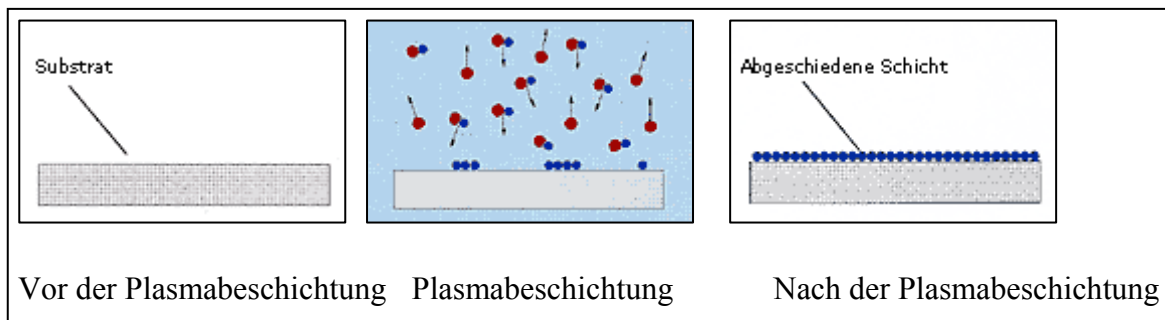 Substrat
Abgeschiedene Schicht
Vor der Plasmabeschichtung Plasmabeschichtung Nach der Plasmabeschichtung